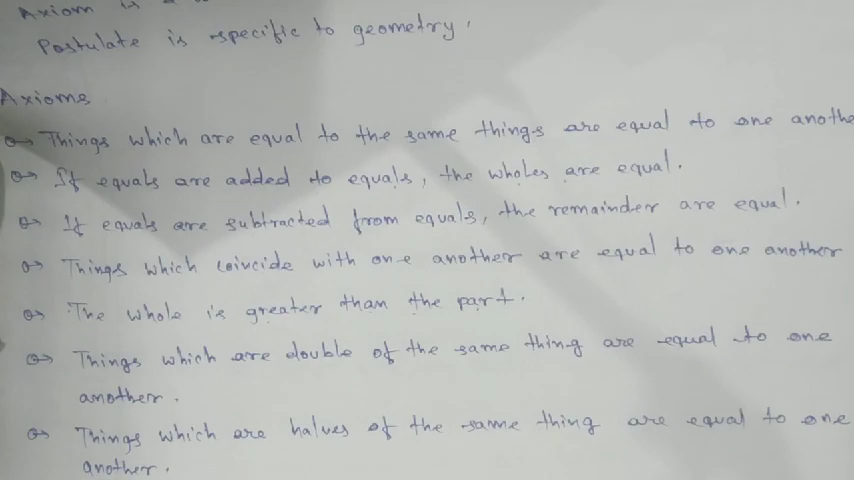 Axiom is a
Postulate is specific to geometry.
Axioms
Things which are equal to the same things are equal to one anothe
If equals are added to equals, the wholes are equal.
If equals are subtracted from equals, the remainder are equal.
Things which coincide with one another are equal to one another
The whole is greater than the part.
Things which are double of the same thing are equal to one
another.
Things which are halves of the same thing are equal to one
another.